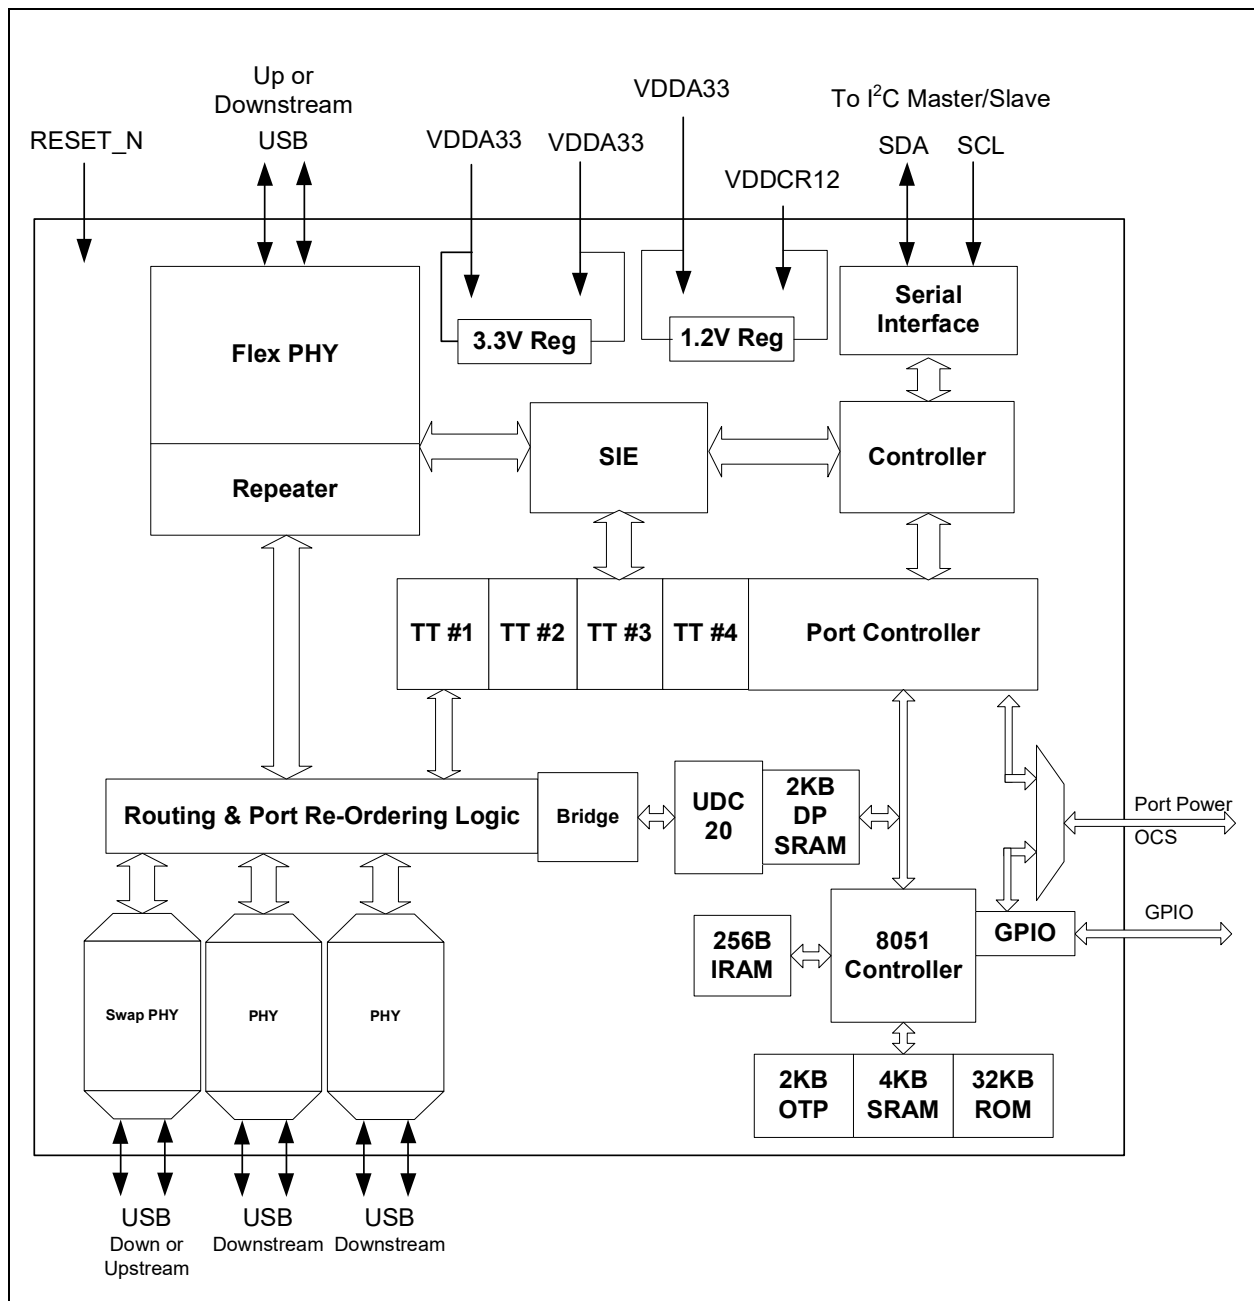 Up or
Downstream
USB
VDDA33
To I²C Master/Slave
RESET_N
VDDA33
VDDA33
SDA
SCL
VDDCR12
Flex PHY
3.3V Reg
1.2V Reg
Serial
Interface
Repeater
SIE
Controller
TT #1
TT #2
TT #3
TT #4
Port Controller
Routing & Port Re-Ordering Logic
Bridge
UDC
20
2KB
DP
SRAM
Port Power
OCS
GPIO
256B
IRAM
8051
Controller
GPIO
Swap PHY
PHY
PHY
2KB
OTP
4KB
SRAM
32KB
ROM
USB
Down or
Upstream
USB
Downstream
USB
Downstream